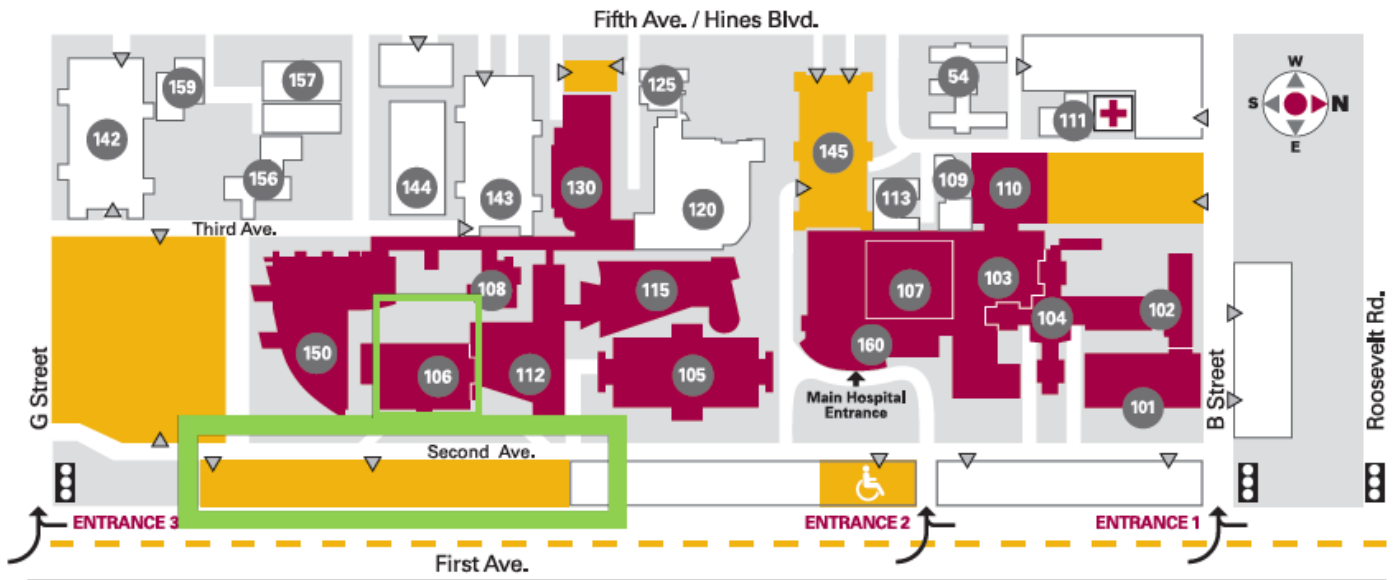 Fifth Ave. / Hines Blvd.
159
157
142
156
144
143
130
125
120
145
54
111
113
109
110
W
S
N
E
Third Ave.
150
108
106
112
115
105
107
160
103
104
102
101
Main Hospital
Entrance
G Street
B Street
Roosevelt Rd.
Second Ave.
ENTRANCE 3
ENTRANCE 2
ENTRANCE 1
First Ave.